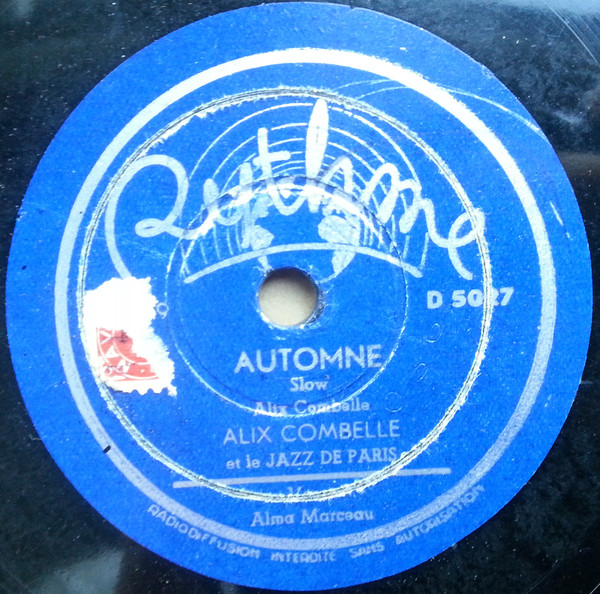 Rythme
D 5027
AUTOMNE
Slow
Alix Combelle
ALIX COMBELLE
et le JAZZ DE PARIS
Alma Marceau
RADIODIFFUSION INTERDITE SANS AUTORISATION